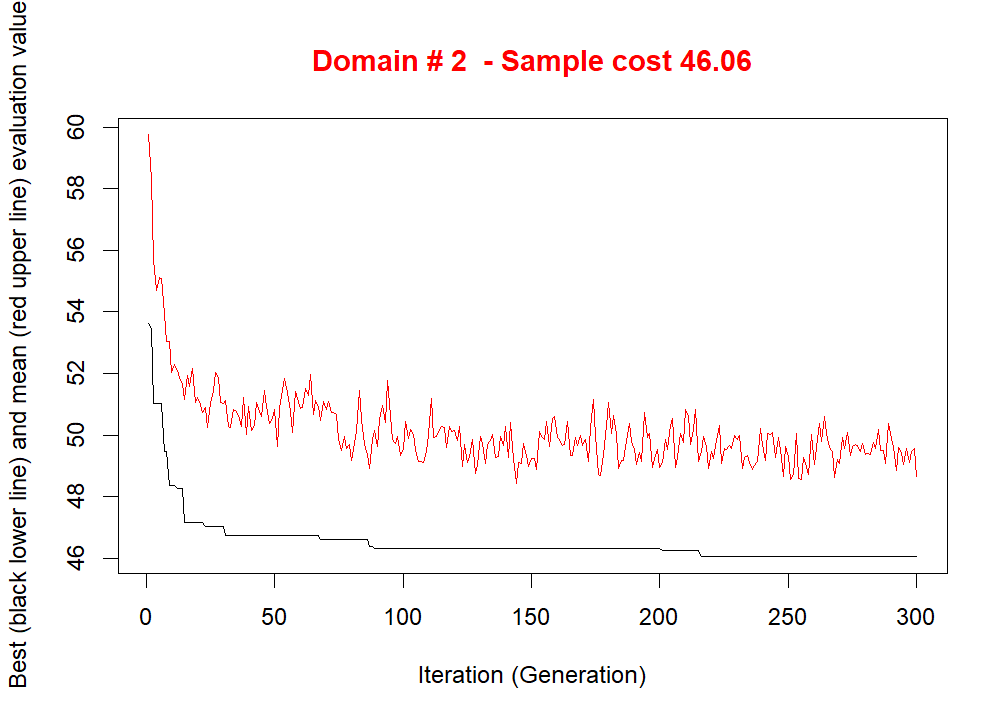 Domain # 2 - Sample cost 46.06
Best (black lower line) and mean (red upper line) evaluation value
60
58
56
54
52
50
48
46
0 50 100 150 200 250 300
Iteration (Generation)